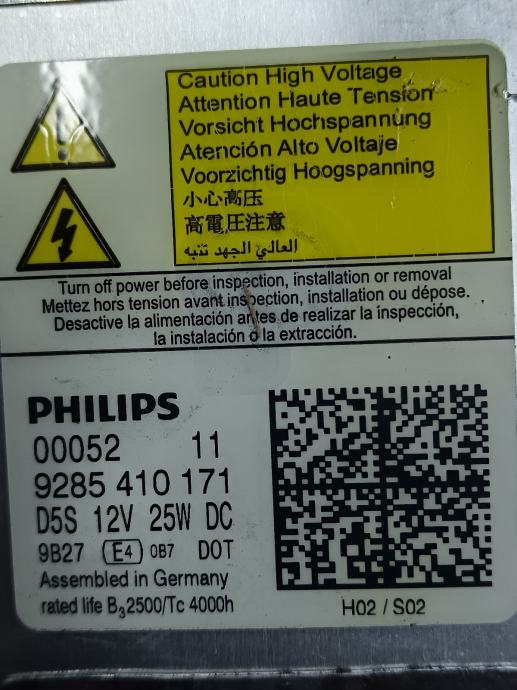 Caution High Voltage
Attention Haute Tension
Vorsicht Hochspannung
Atención Alto Voltaje
Voorzichtig Hoogspanning
小心高压
高電圧注意
العالي الجهد تنبه
Turn off power before inspection, installation or removal
Mettez hors tension avant inspection, installation ou dépose.
Desactive la alimentación antes de realizar la inspección,
la instalación o la extracción.
PHILIPS
00052 11
9285 410 171
D5S 12V 25W DC
9B27 E4 0B7 DOT
Assembled in Germany
rated life B₃2500/Tc 4000h
H02 / S02